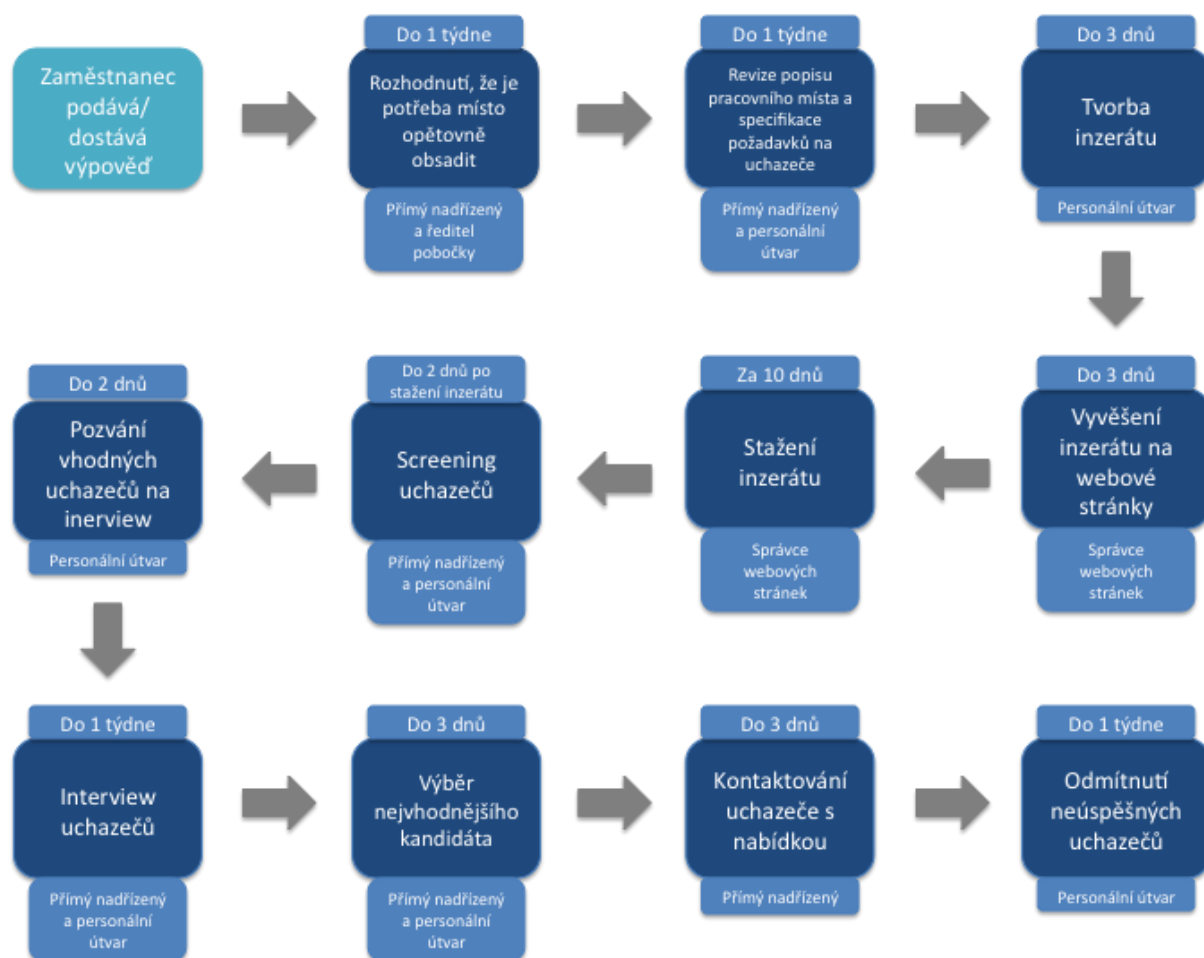 Zaměstnanec
podává/
dostává
výpověď
Do 1 týdne
Rozhodnutí, že je
potřeba místo
opětovně
obsadit
Přímý nadřízený
a ředitel
pobočky
Do 1 týdne
Revize popisu
pracovního místa a
specifikace
požadavků na
uchazeče
Přímý nadřízený
a personální
útvar
Do 3 dnů
Tvorba
inzerátu
Personální útvar
Do 3 dnů
Vyvěšení
inzerátu na
webové
stránky
Správce
webových
stránek
Za 10 dnů
Stažení
inzerátu
Správce
webových
stránek
Do 2 dnů po
stažení inzerátu
Screening
uchazečů
Přímý nadřízený
a personální
útvar
Do 2 dnů
Pozvání
vhodných
uchazečů na
inerview
Personální útvar
Do 1 týdne
Interview
uchazečů
Přímý nadřízený
a personální
útvar
Do 3 dnů
Výběr
nejvhodnějšího
kandidáta
Přímý nadřízený
a personální
útvar
Do 3 dnů
Kontaktování
uchazeče s
nabídkou
Přímý nadřízený
Do 1 týdne
Odmítnutí
neúspěšných
uchazečů
Personální útvar